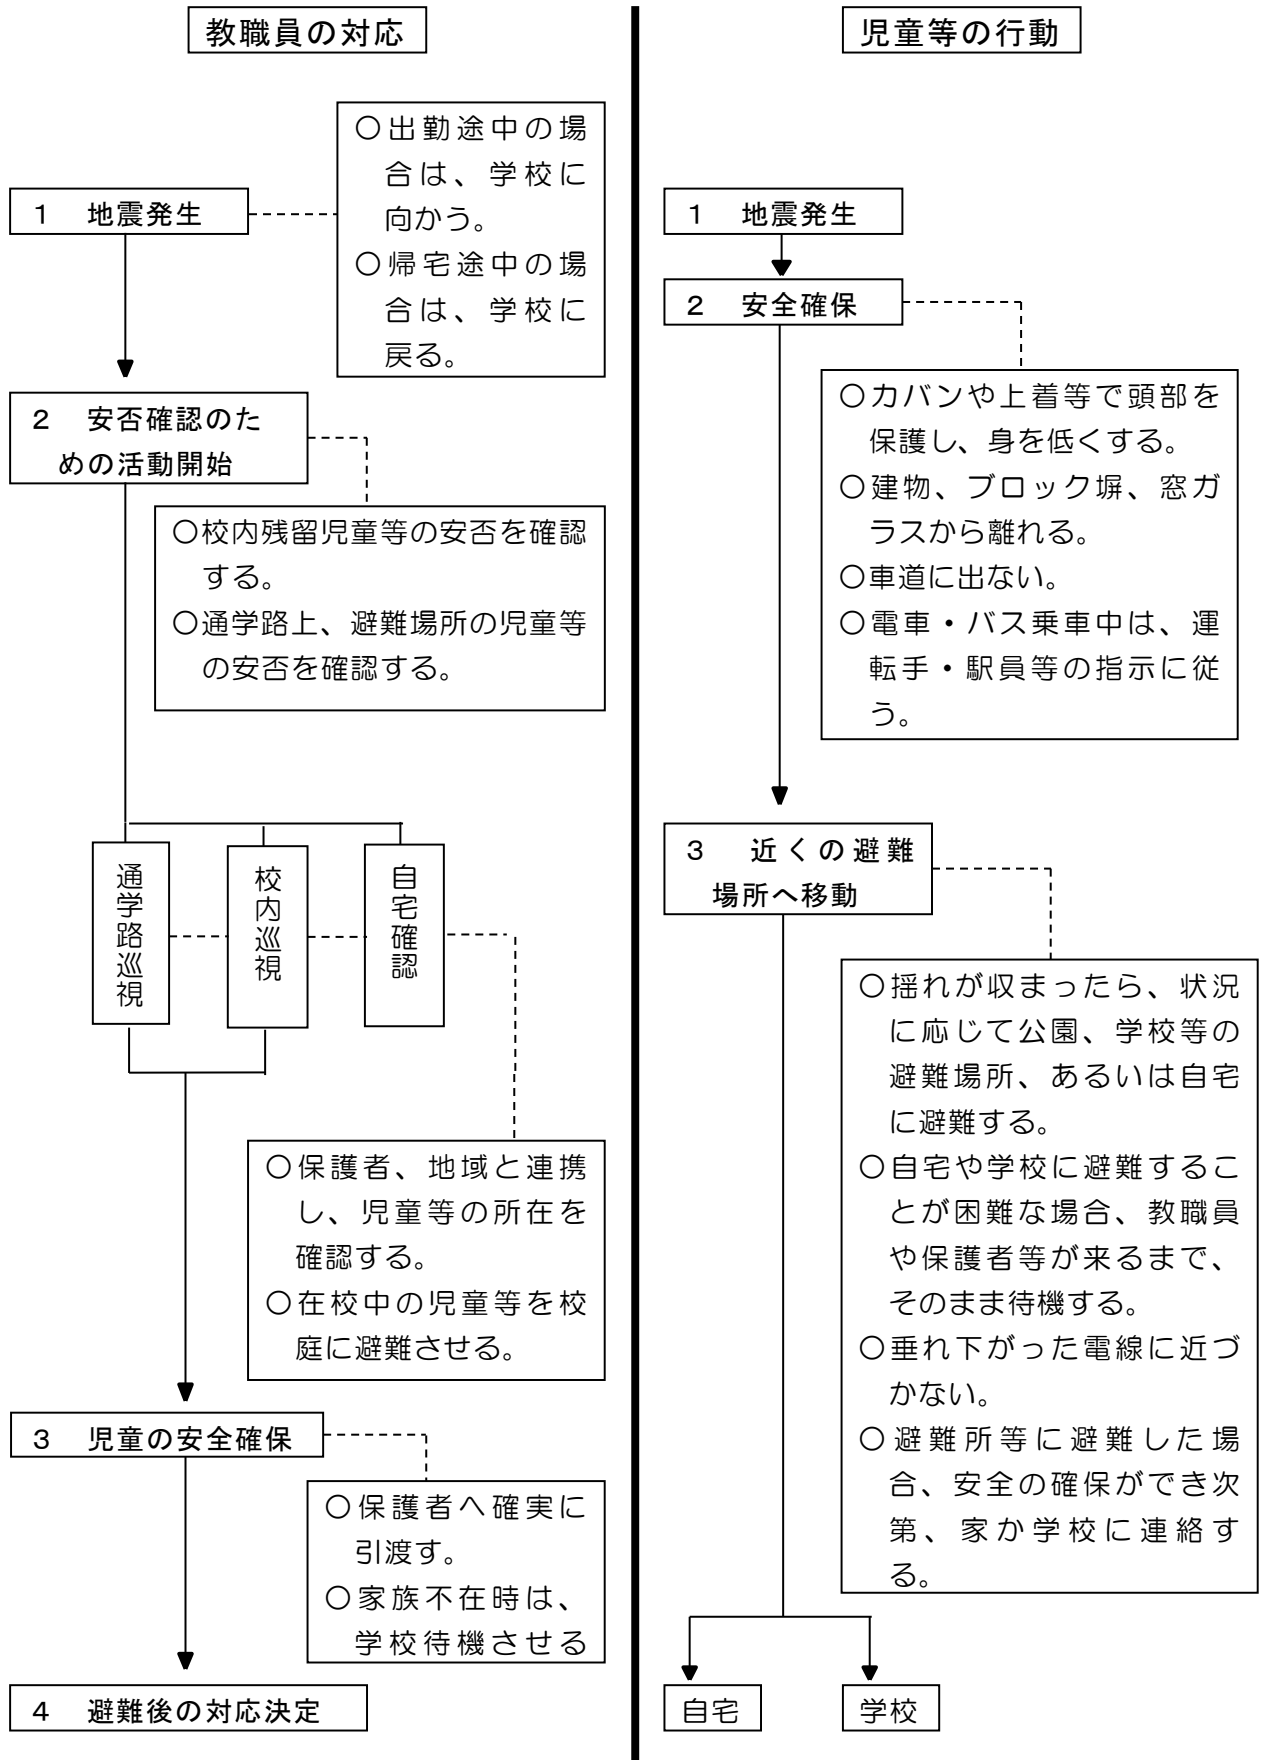 教職員の対応
○出勤途中の場
合は、学校に
向かう。
○帰宅途中の場
合は、学校に
戻る。
1　地震発生
2　安否確認のた
めの活動開始
○校内残留児童等の安否を確認
する。
○通学路上、避難場所の児童等
の安否を確認する。
通学路巡視
校内巡視
自宅確認
○保護者、地域と連携
し、児童等の所在を
確認する。
○在校中の児童等を校
庭に避難させる。
3　児童の安全確保
○保護者へ確実に
引渡す。
○家族不在時は、
学校待機させる
4　避難後の対応決定
児童等の行動
1　地震発生
2　安全確保
○カバンや上着等で頭部を
保護し、身を低くする。
○建物、ブロック塀、窓ガ
ラスから離れる。
○車道に出ない。
○電車・バス乗車中は、運
転手・駅員等の指示に従
う。
3　近くの避難
場所へ移動
○揺れが収まったら、状況
に応じて公園、学校等の
避難場所、あるいは自宅
に避難する。
○自宅や学校に避難するこ
とが困難な場合、教職員
や保護者等が来るまで、
そのまま待機する。
○垂れ下がった電線に近づ
かない。
○避難所等に避難した場
合、安全の確保ができ次
第、家か学校に連絡す
る。
自宅
学校